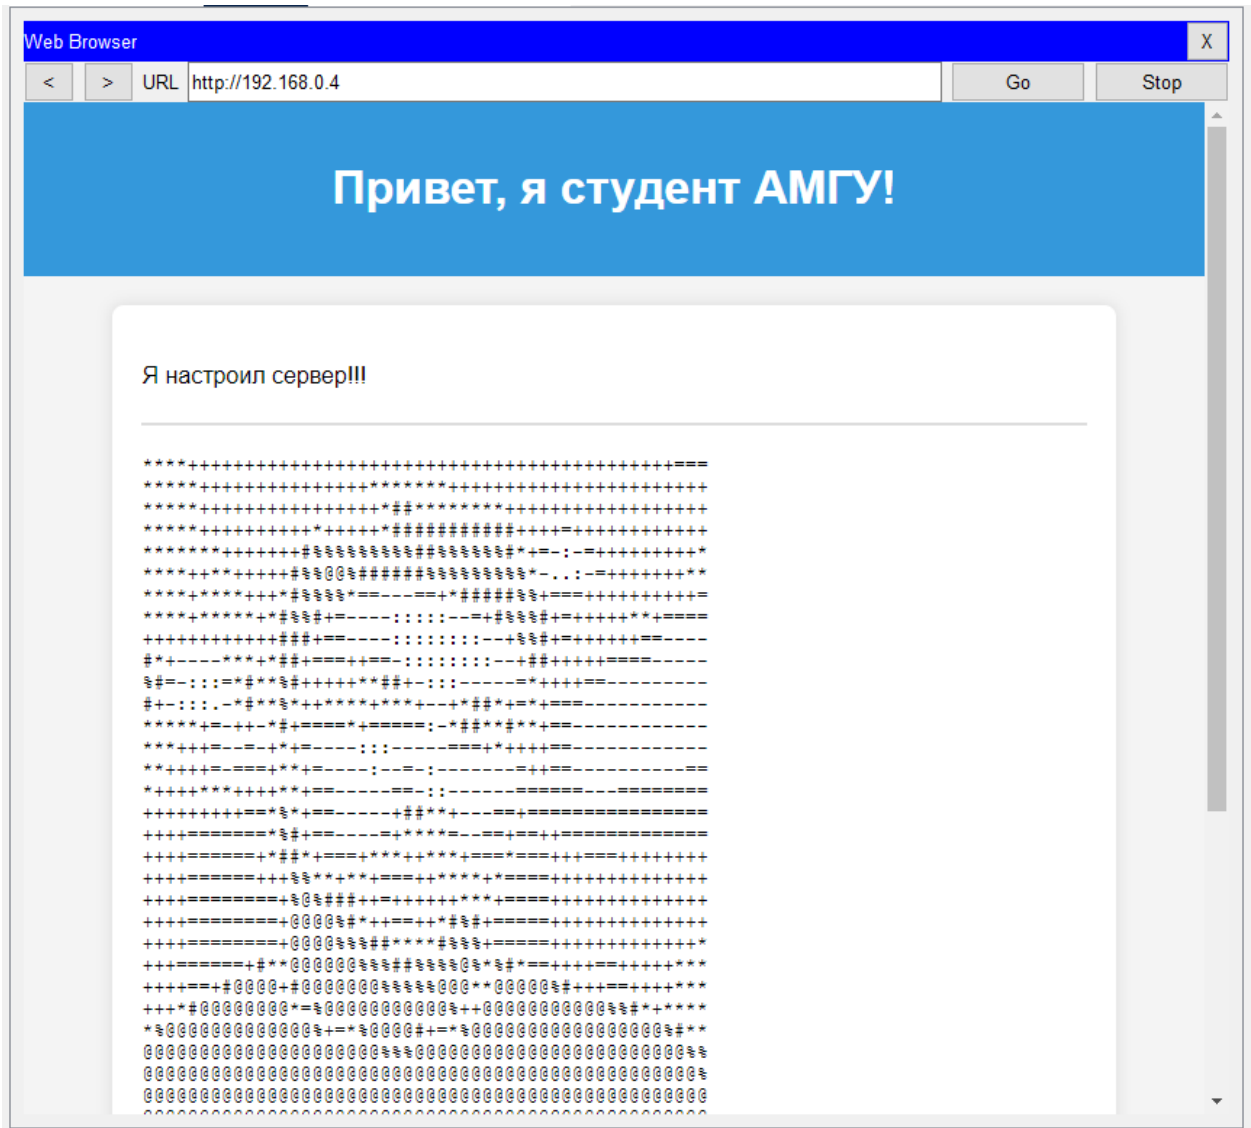 Web Browser X
< > URL http://192.168.0.4 Go Stop
Привет, я студент АМГУ!
Я настроил сервер!!!